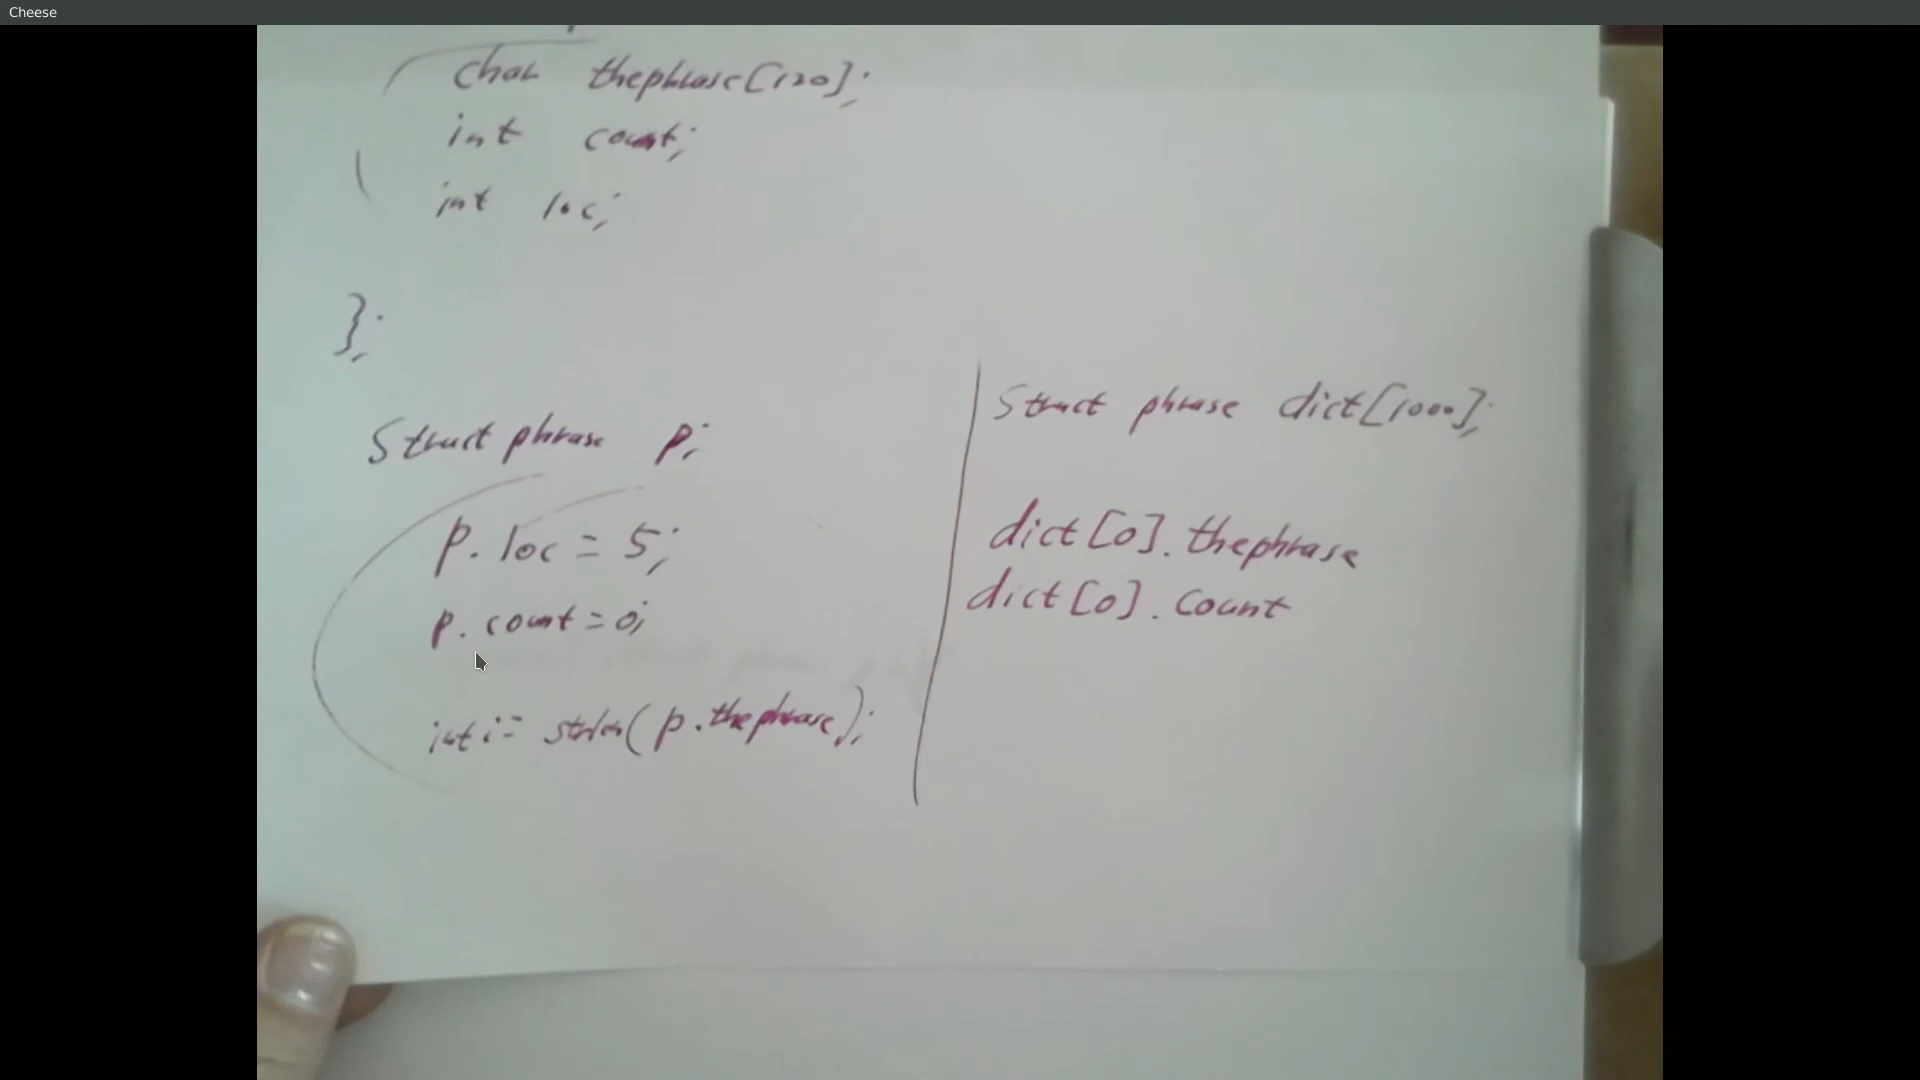 Cheese
char thephrase[120];
int count;
int loc;
};
Struct phrase p;
p.loc = 5;
p.count = 0;
int i = strlen(p.thephrase);
Struct phrase dict[1000];
dict[0].thephrase
dict[0].count